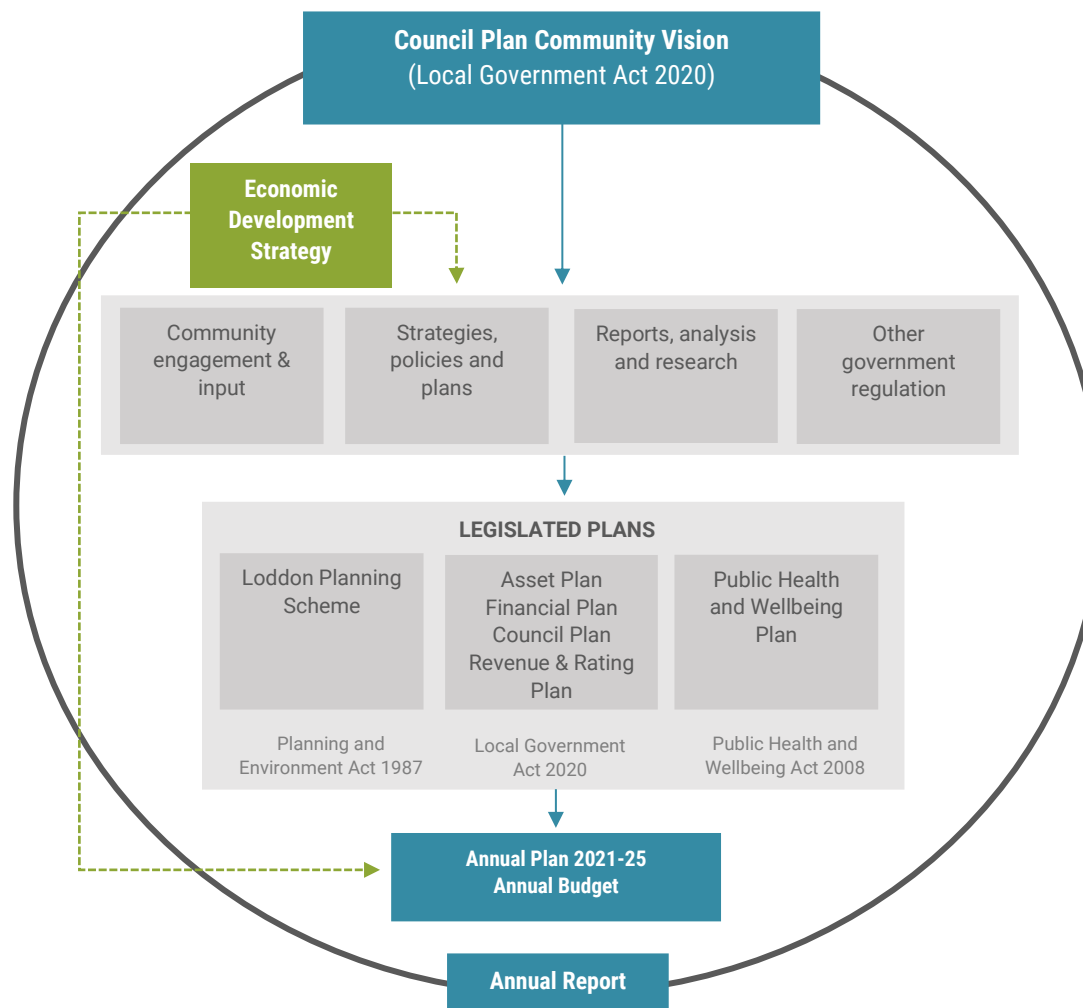 Council Plan Community Vision
(Local Government Act 2020)
Economic
Development
Strategy
Community
engagement &
input
Strategies,
policies and
plans
Reports, analysis
and research
Other
government
regulation
LEGISLATED PLANS
Loddon Planning
Scheme
Asset Plan
Financial Plan
Council Plan
Revenue & Rating
Plan
Public Health
and Wellbeing
Plan
Planning and
Environment Act 1987
Local Government
Act 2020
Public Health and
Wellbeing Act 2008
Annual Plan 2021-25
Annual Budget
Annual Report